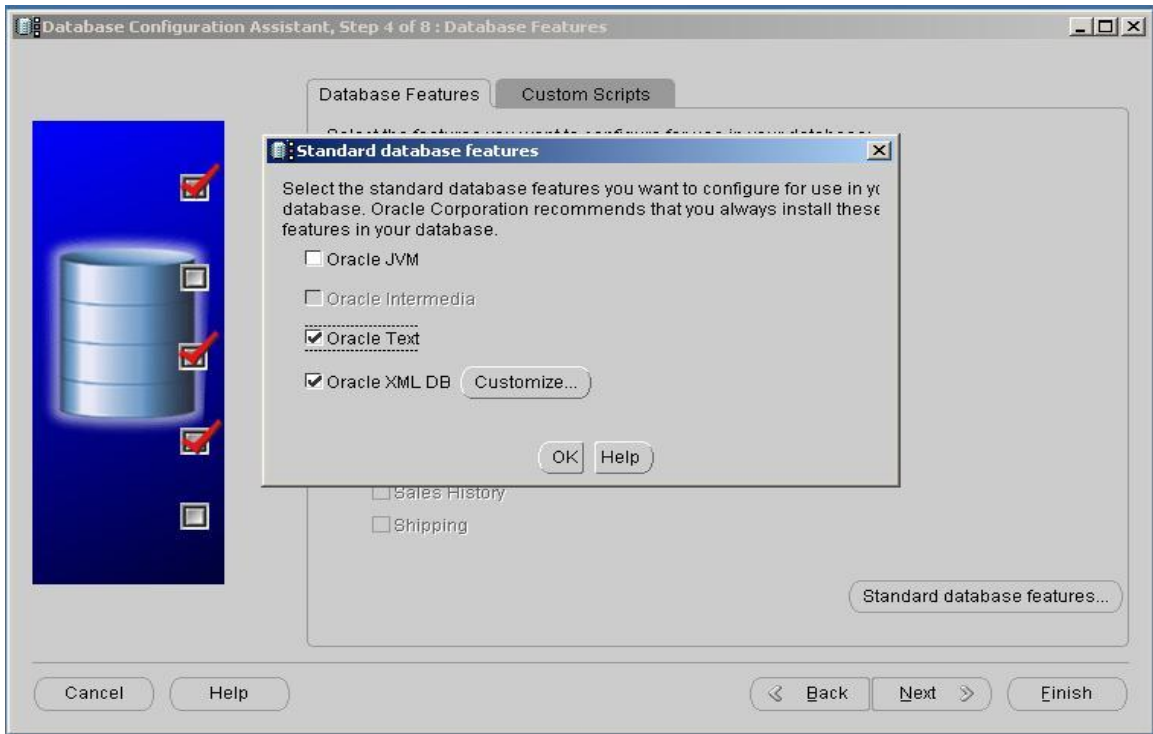 Database Configuration Assistant, Step 4 of 8 : Database Features
Database Features
Custom Scripts
Standard database features
Select the standard database features you want to configure for use in
database. Oracle Corporation recommends that you always install these
features in your database.
Oracle JVM
Oracle Intermedia
Oracle Text
Oracle XML DB
Customize...
OK
Help
Sales History
Shipping
Standard database features...
Cancel
Help
Back
Next
Finish